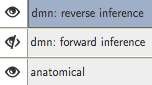 dmn: reverse inference
dmn: forward inference
anatomical